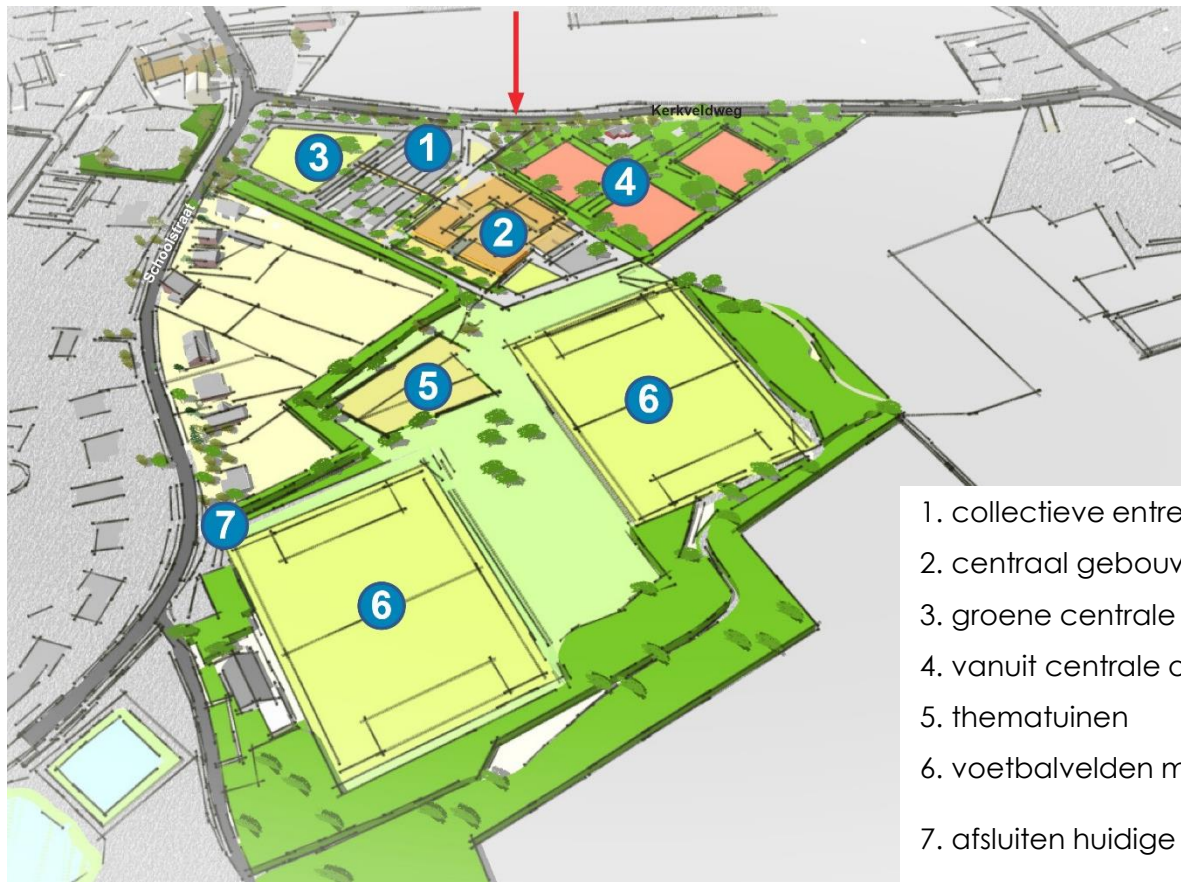 Kerkveldweg
1
3
4
2
Schoolstraat
5
6
7
6
1. collectieve entre
2. centraal gebouw
3. groene centrale
4. vanuit centrale
5. thematuinen
6. voetbalvelden m
7. afsluiten huidige